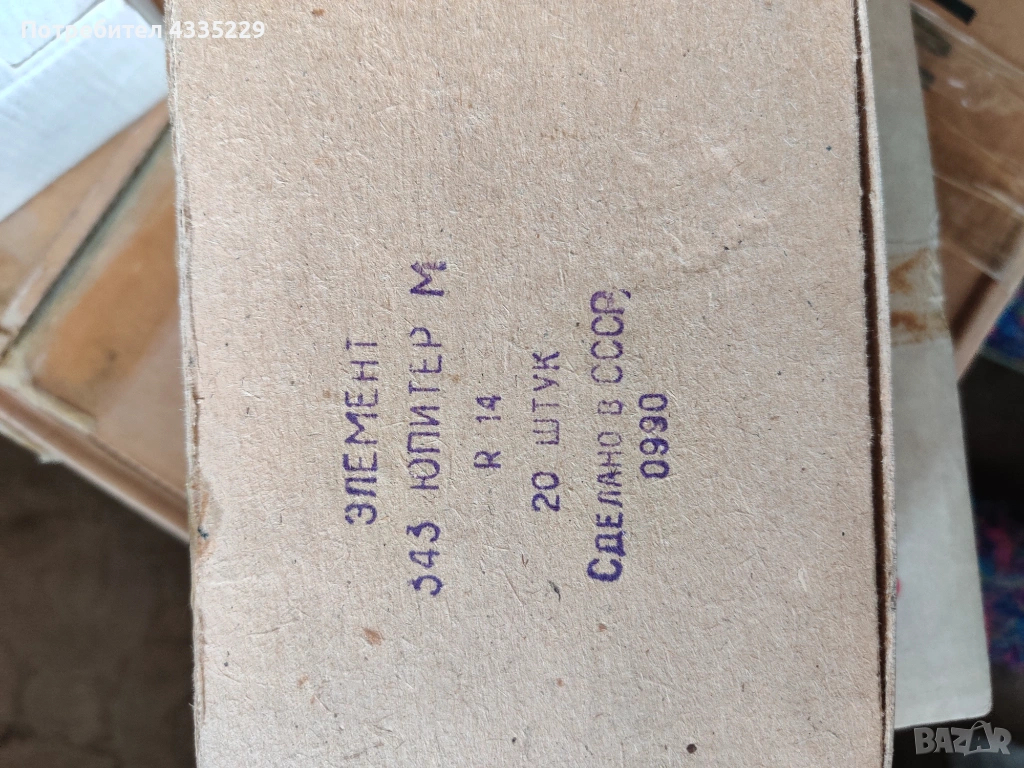 Потребител 4335229
ЭЛЕМЕНТ
343 ЮПИТЕР М
R 14
20 ШТУК
СДЕЛАНО В СССР
0990
BAZAR